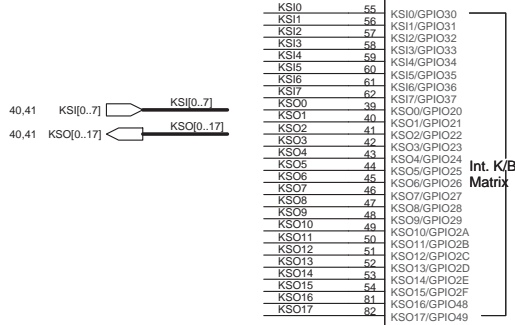 KSI0 55 KSI0/GPIO30
KSI1 56 KSI1/GPIO31
KSI2 57 KSI2/GPIO32
KSI3 58 KSI3/GPIO33
KSI4 59 KSI4/GPIO34
KSI5 60 KSI5/GPIO35
KSI6 61 KSI6/GPIO36
KSI7 62 KSI7/GPIO37
KSO0 39 KSO0/GPIO20
KSO1 40 KSO1/GPIO21
KSO2 41 KSO2/GPIO22
KSO3 42 KSO3/GPIO23
KSO4 43 KSO4/GPIO24
KSO5 44 KSO5/GPIO25
KSO6 45 KSO6/GPIO26
KSO7 46 KSO7/GPIO27
KSO8 47 KSO8/GPIO28
KSO9 48 KSO9/GPIO29
KSO10 49 KSO10/GPIO2A
KSO11 50 KSO11/GPIO2B
KSO12 51 KSO12/GPIO2C
KSO13 52 KSO13/GPIO2D
KSO14 53 KSO14/GPIO2E
KSO15 54 KSO15/GPIO2F
KSO16 81 KSO16/GPIO48
KSO17 82 KSO17/GPIO49
40,41 KSI[0..7] KSI[0..7]
40,41 KSO[0..17] KSO[0..17]
Int. K/B
Matrix